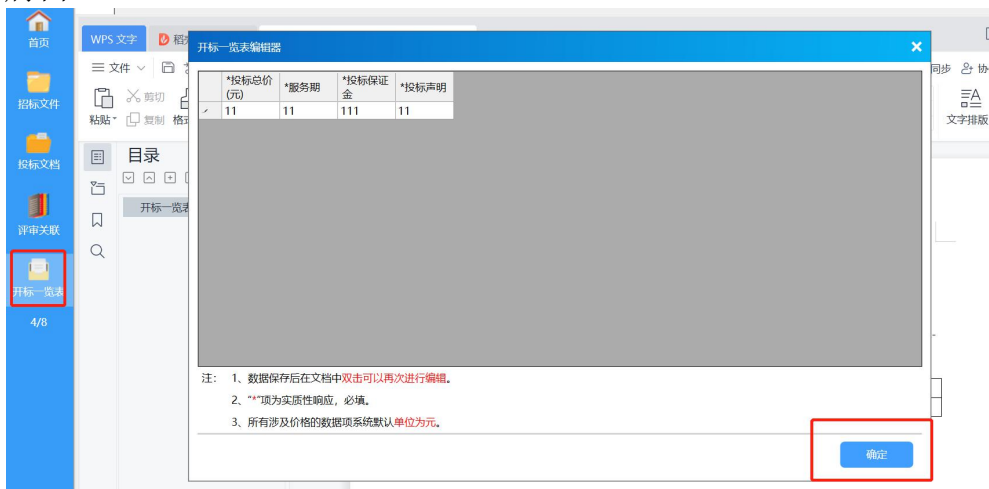 首页
招标文件
投标文档
评审关联
开标一览表
4/8
WPS 文字
文件
粘贴
剪切
复制
目录
开标一览表
开标一览表编辑器
*投标总价(元) *服务期 *投标保证金 *投标声明
11 11 111 11
注： 1、数据保存后在文档中双击可以再次进行编辑。
2、“*”项为实质性响应，必填。
3、所有涉及价格的数据项系统默认单位为元。
确定
同步
文字排版